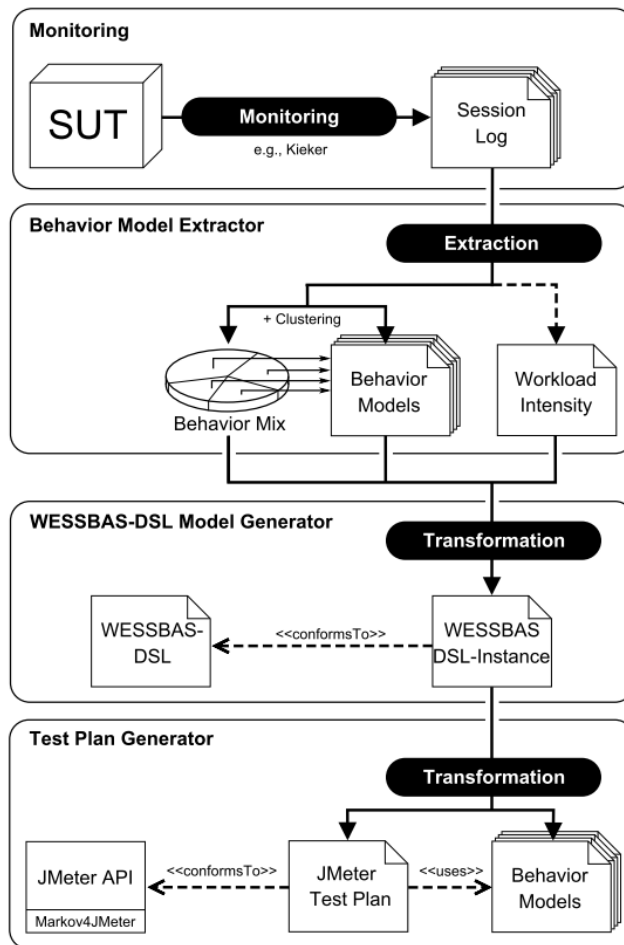 Monitoring
SUT
Monitoring
e.g., Kieker
Session
Log
Behavior Model Extractor
Extraction
+ Clustering
Behavior Mix
Behavior
Models
Workload
Intensity
WESSBAS-DSL Model Generator
Transformation
WESSBAS-
DSL
<<conformsTo>>
WESSBAS
DSL-Instance
Test Plan Generator
Transformation
JMeter API
Markov4JMeter
<<conformsTo>>
JMeter
Test Plan
<<uses>>
Behavior
Models